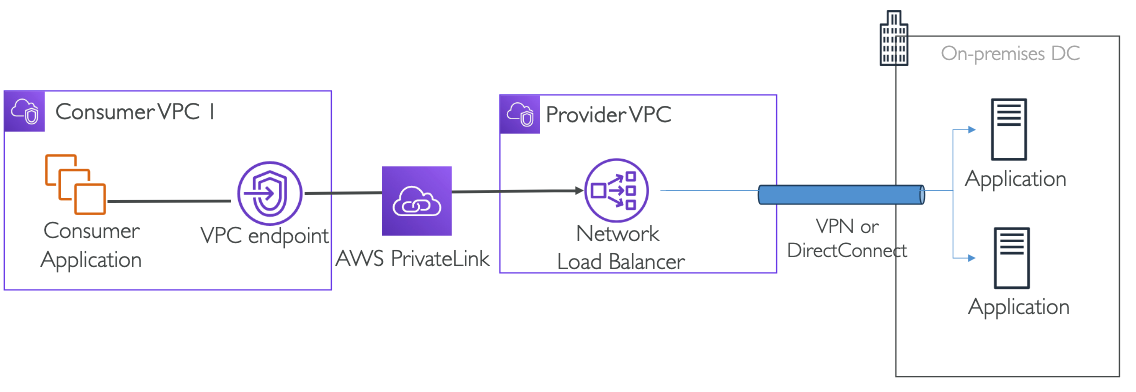 On-premises DC
Consumer VPC 1
Provider VPC
Application
Consumer
Application
VPC endpoint
AWS PrivateLink
Network
Load Balancer
VPN or
DirectConnect
Application